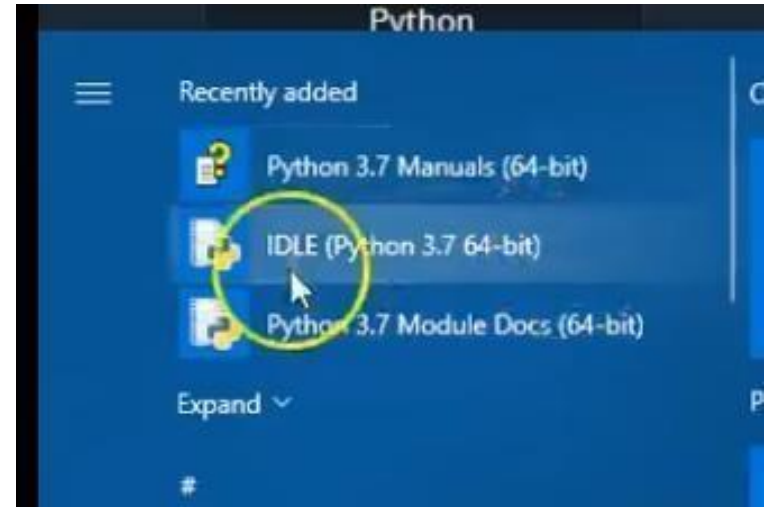 Python
Recently added
Python 3.7 Manuals (64-bit)
IDLE (Python 3.7 64-bit)
Python 3.7 Module Docs (64-bit)
Expand
#